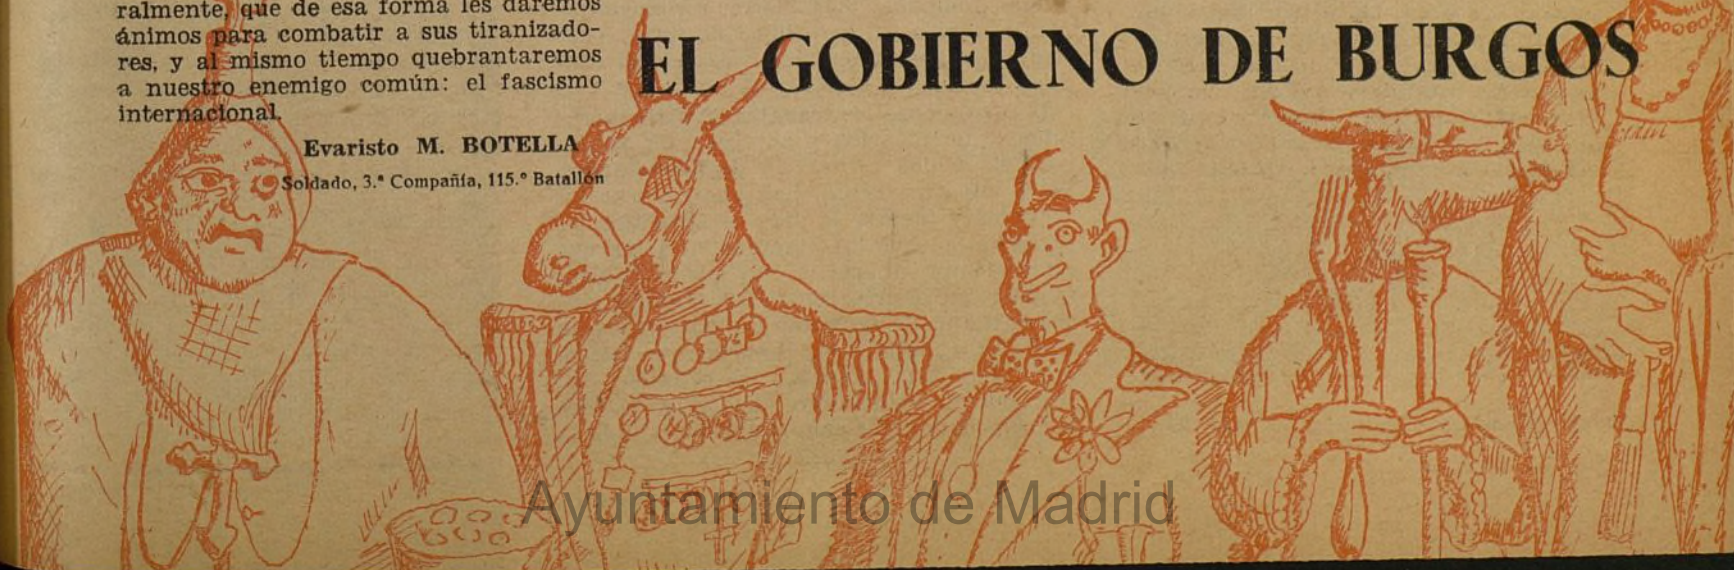 ralmente, que de esa forma les daremos
ánimos para combatir a sus tiranizado-
res, y al mismo tiempo quebrantaremos
a nuestro enemigo común: el fascismo
internacional.
Evaristo M. BOTELLA
Soldado, 3.ª Compañía, 115.º Batallón
EL GOBIERNO DE BURGOS
Ayuntamiento de Madrid